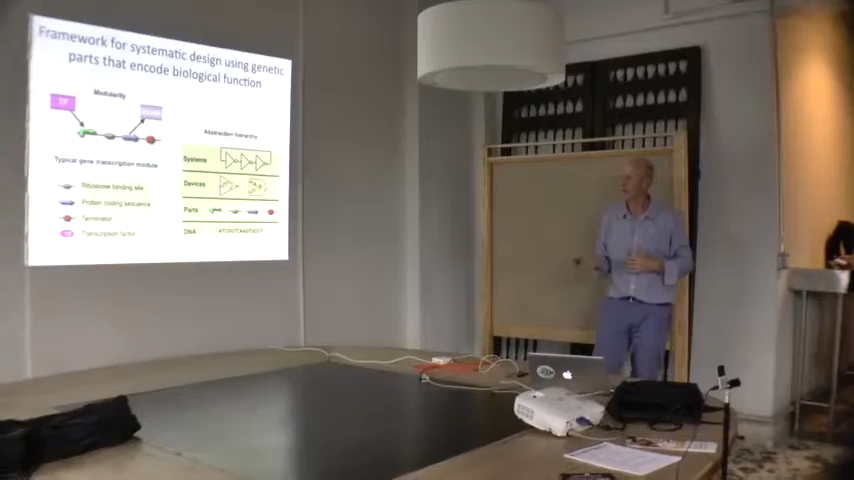 Framework for systematic design using genetic
parts that encode biological function
Modularity
TF
Typical gene transcription module
Ribosome binding site
Protein coding sequence
Terminator
Transcription factor
Abstraction hierarchy
Systems
Devices
Parts
DNA